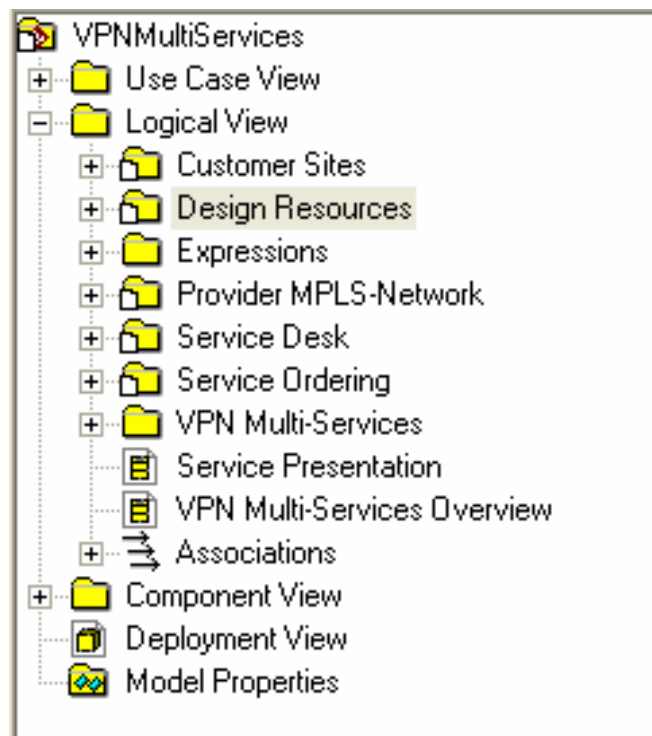 VPNMultiServices
Use Case View
Logical View
Customer Sites
Design Resources
Expressions
Provider MPLS-Network
Service Desk
Service Ordering
VPN Multi-Services
Service Presentation
VPN Multi-Services Overview
Associations
Component View
Deployment View
Model Properties